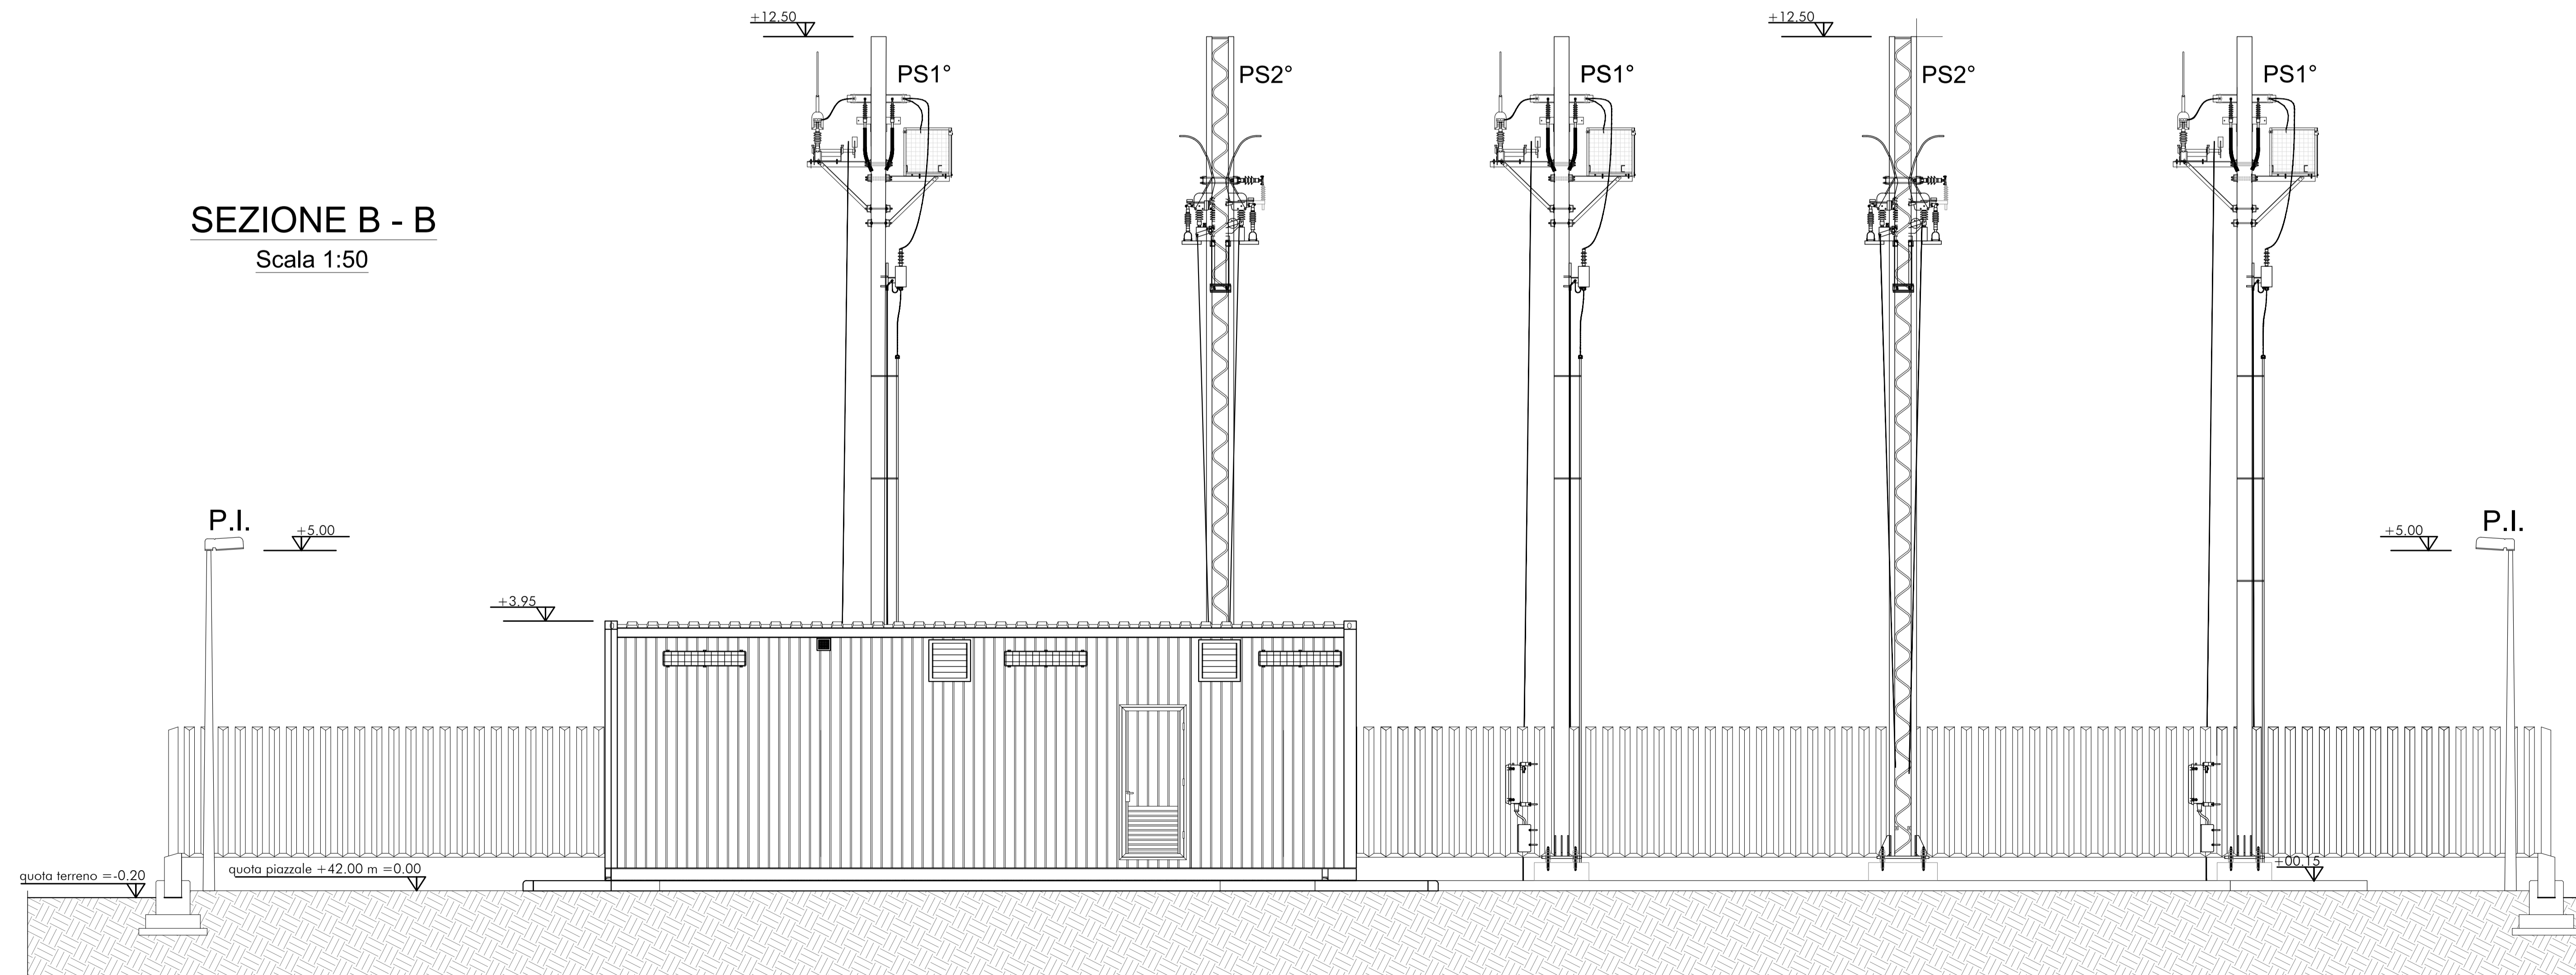 +12.50
+12.50
PS1°
PS2°
PS1°
PS2°
PS1°
SEZIONE B - B
Scala 1:50
P.I.
+5.00
+5.00
P.I.
+3.95
quota terreno =-0.20
quota piazzale +42.00 m =0.00
+00.15